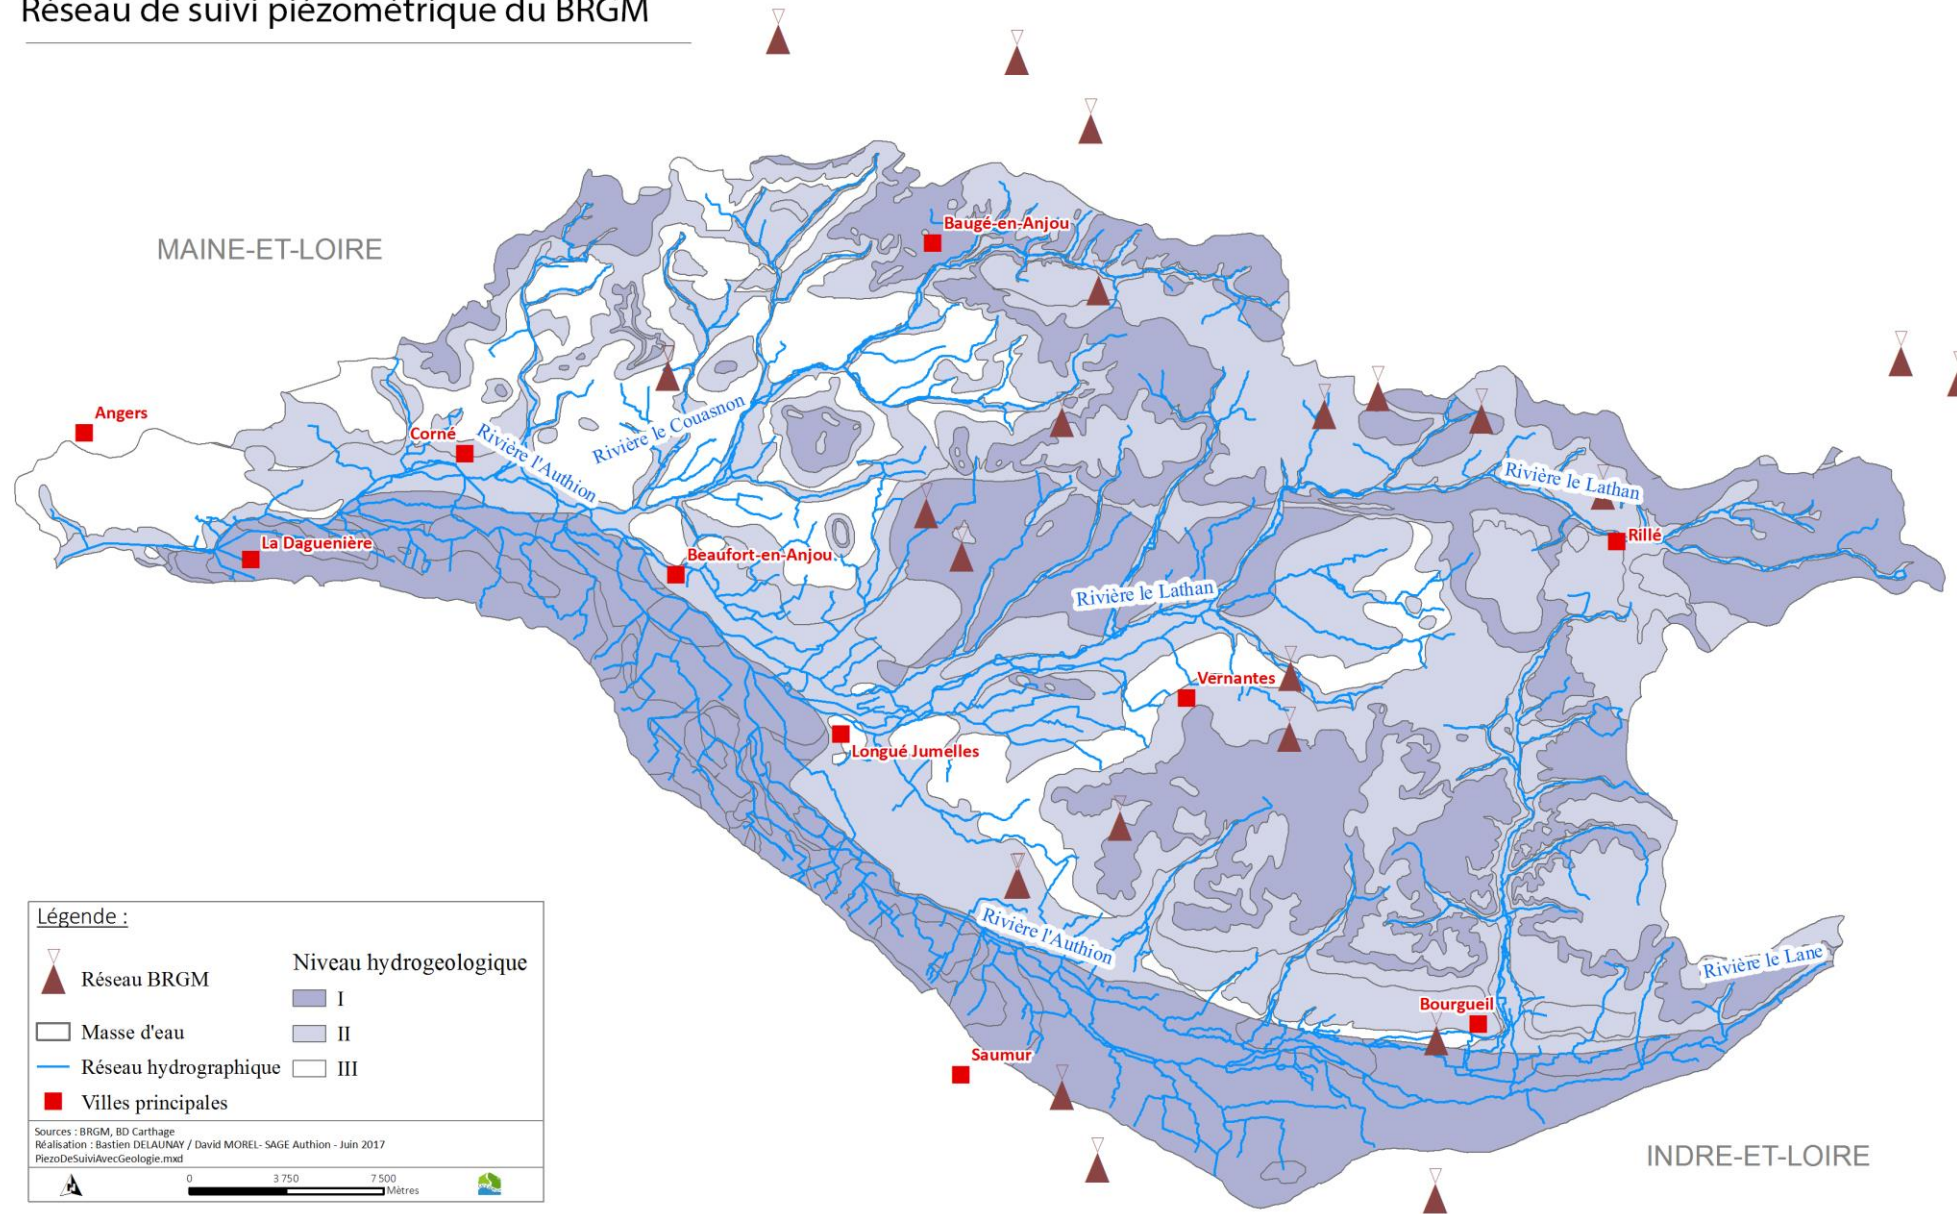 Réseau de suivi piézométrique du BRGM
MAINE-ET-LOIRE
Baugé-en-Anjou
Angers
Corné
Rivière l'Authion
Rivière le Couasnon
Rivière le Lathan
Rillé
La Daguenière
Beaufort-en-Anjou
Rivière le Lathan
Vernantes
Longué Jumelles
Rivière l'Authion
Rivière le Lane
Bourgueil
Saumur
INDRE-ET-LOIRE
Légende :
Réseau BRGM
Masse d'eau
Réseau hydrographique
Villes principales
Niveau hydrogeologique
I
II
III
Sources : BRGM, BD Carthage
Réalisation : Bastien DELAUNAY / David MOREL- SAGE Authion - Juin 2017
PiezoDeSuiviAvecGeologie.mxd
0 3 750 7 500
Mètres